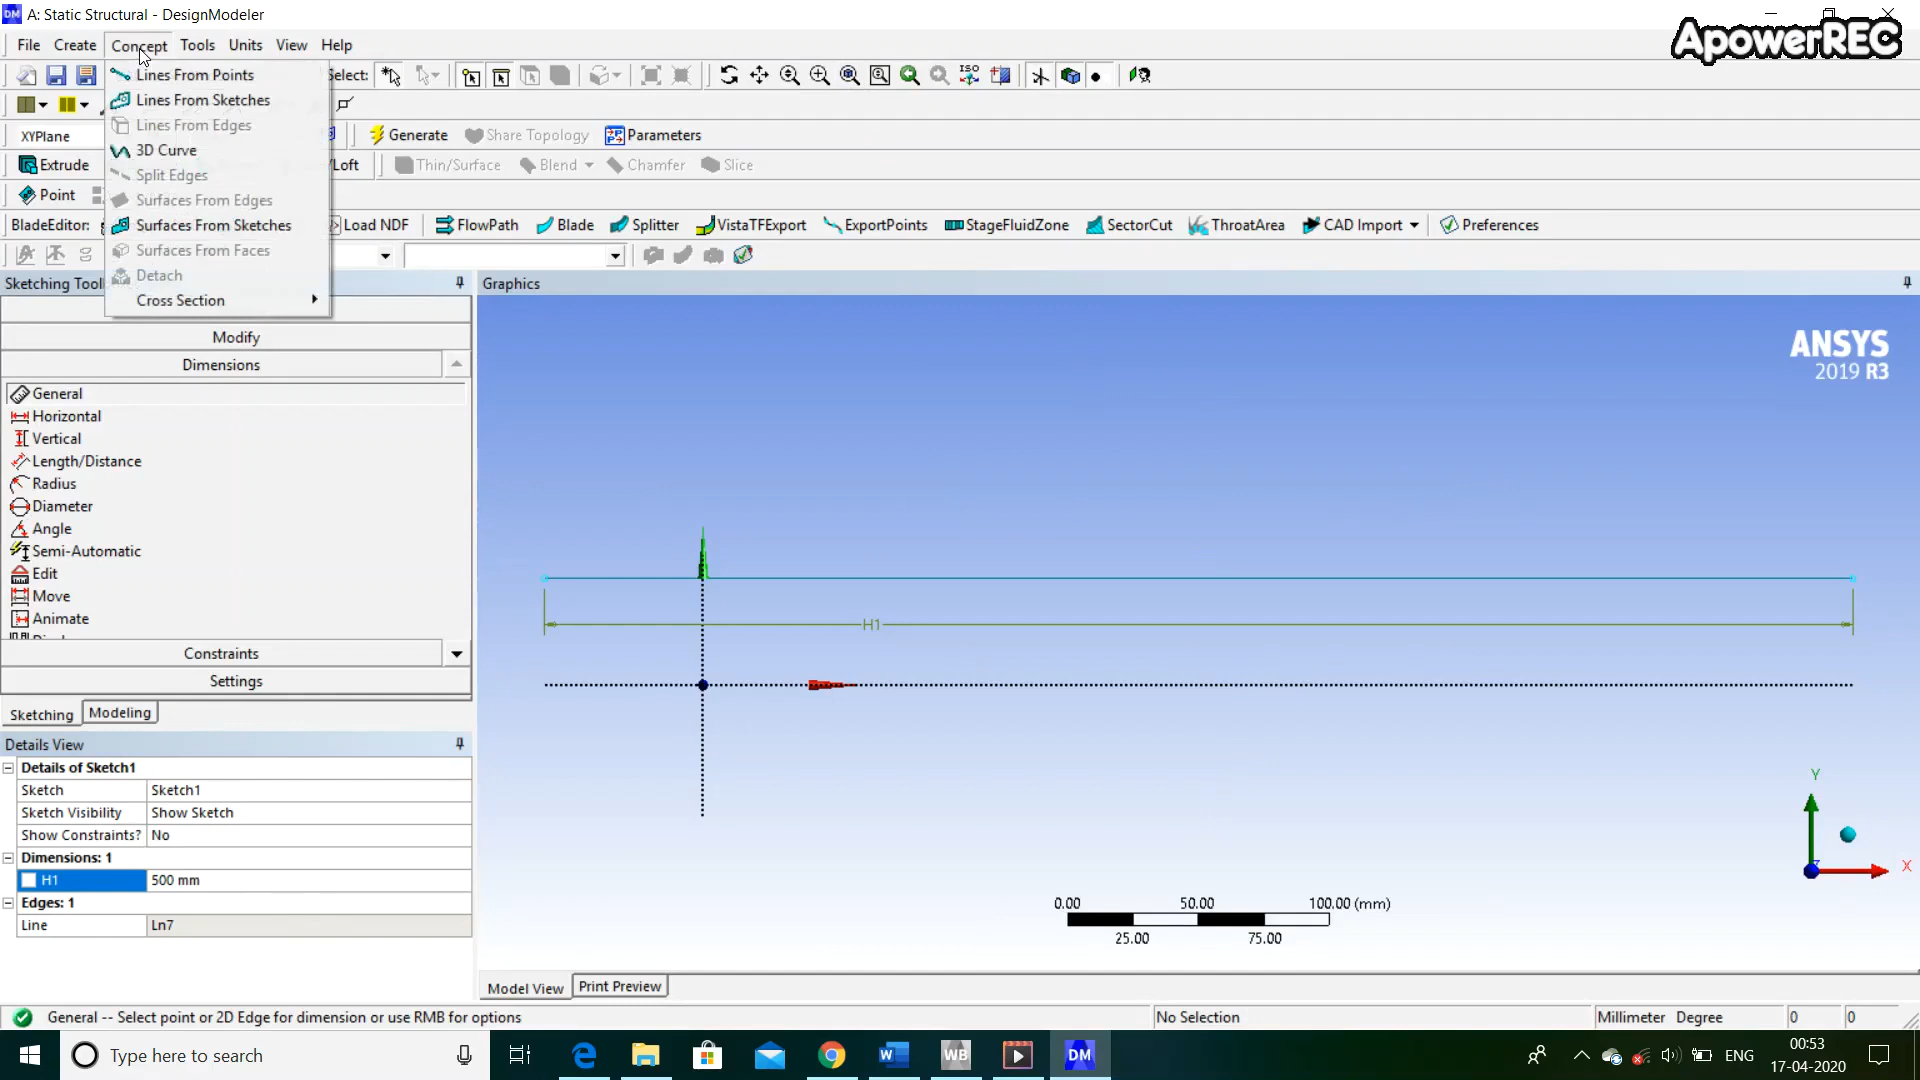 A: Static Structural - DesignModeler
ApowerREC
File Create Concept Tools Units View Help
Lines From Points
Lines From Sketches
Lines From Edges
3D Curve
Split Edges
Surfaces From Edges
Surfaces From Sketches
Surfaces From Faces
Detach
Cross Section
Select:
ISO
XYPlane
Generate Share Topology Parameters
Extrude /Loft Thin/Surface Blend Chamfer Slice
Point
BladeEditor: Load NDF FlowPath Blade Splitter VistaTFExport ExportPoints StageFluidZone SectorCut ThroatArea CAD Import Preferences
Sketching Tool
Graphics
Modify
Dimensions
General
Horizontal
Vertical
Length/Distance
Radius
Diameter
Angle
Semi-Automatic
Edit
Move
Animate
Constraints
Settings
Sketching Modeling
Details View
Details of Sketch1
Sketch Sketch1
Sketch Visibility Show Sketch
Show Constraints? No
Dimensions: 1
H1 500 mm
Edges: 1
Line Ln7
ANSYS
2019 R3
H1
Y
X
0.00 50.00 100.00 (mm)
25.00 75.00
Model View Print Preview
General -- Select point or 2D Edge for dimension or use RMB for options
No Selection
Millimeter Degree 0 0
Type here to search
WB
DM
ENG
00:53
17-04-2020